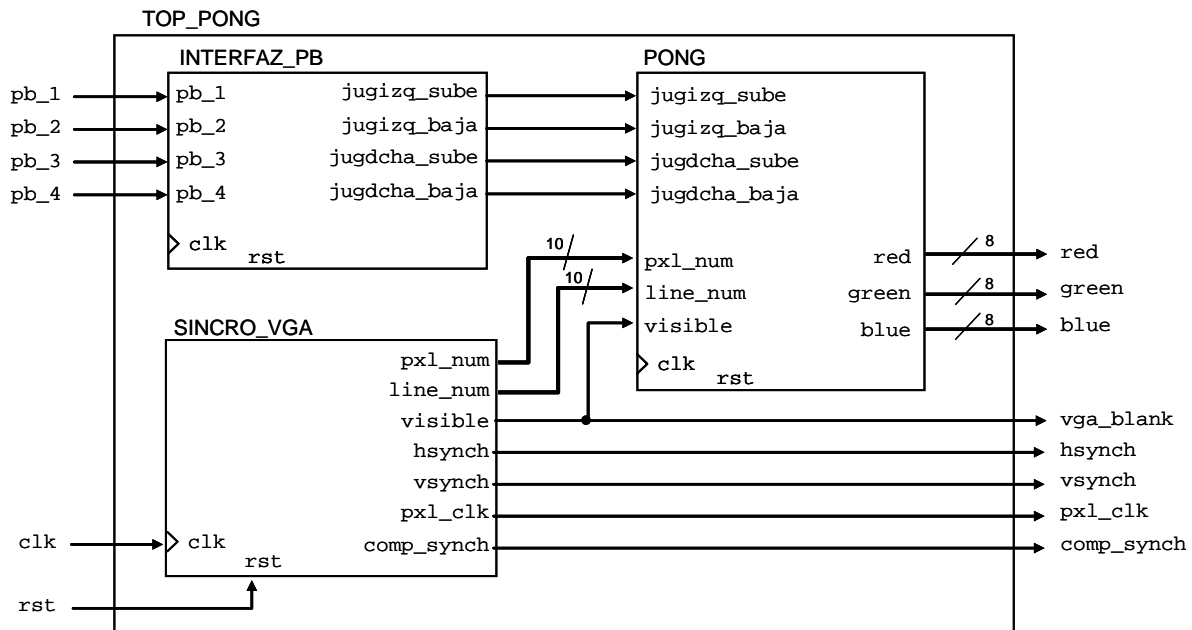 TOP_PONG
INTERFAZ_PB
PONG
pb_1
pb_2
pb_3
pb_4
pb_1
pb_2
pb_3
pb_4
jugizq_sube
jugizq_baja
jugdcha_sube
jugdcha_baja
clk
rst
jugizq_sube
jugizq_baja
jugdcha_sube
jugdcha_baja
10
10
pxl_num
line_num
visible
clk
rst
red
green
blue
8
8
8
red
green
blue
SINCRO_VGA
pxl_num
line_num
visible
hsynch
vsynch
pxl_clk
comp_synch
clk
rst
vga_blank
hsynch
vsynch
pxl_clk
comp_synch
clk
rst